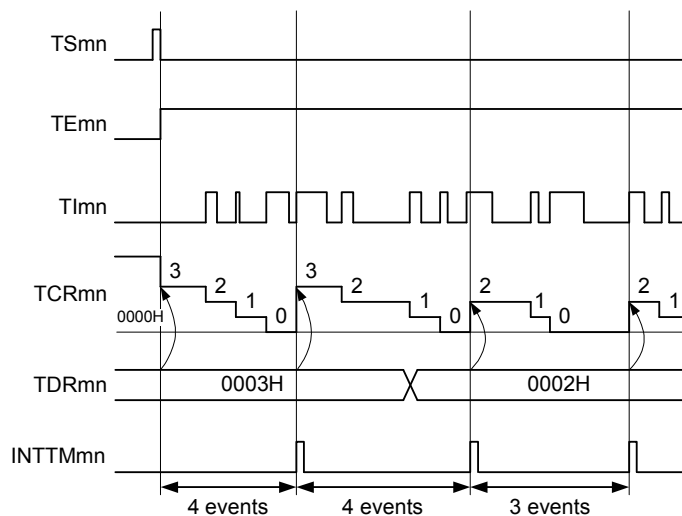 TSmn
TEmn
TImn
TCRmn
3
2
1
0
3
2
1
0
2
1
0
2
1
0000H
TDRmn
0003H
0002H
INTTMmn
4 events
4 events
3 events